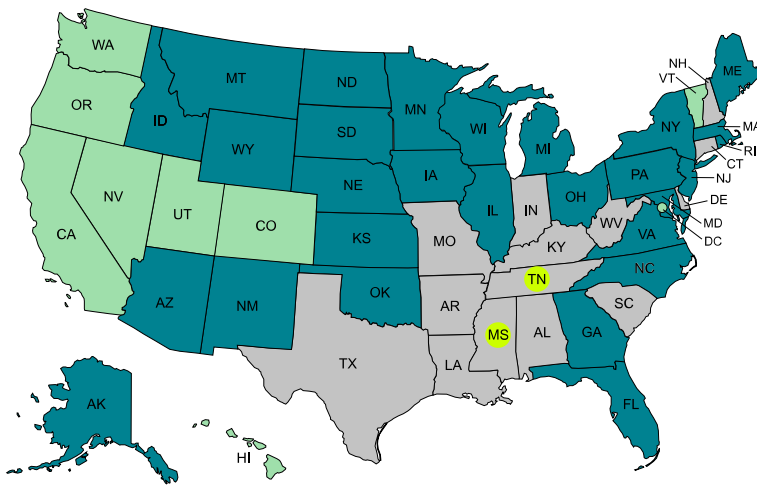 WA
MT
ND
MN
ME
NH
VT
OR
ID
SD
WI
MI
NY
MA
RI
CT
WY
NE
IA
PA
NJ
NV
UT
CO
IL
IN
OH
DE
MD
DC
CA
KS
MO
KY
WV
VA
AZ
NM
OK
AR
TN
NC
TX
LA
MS
AL
GA
SC
AK
HI
FL